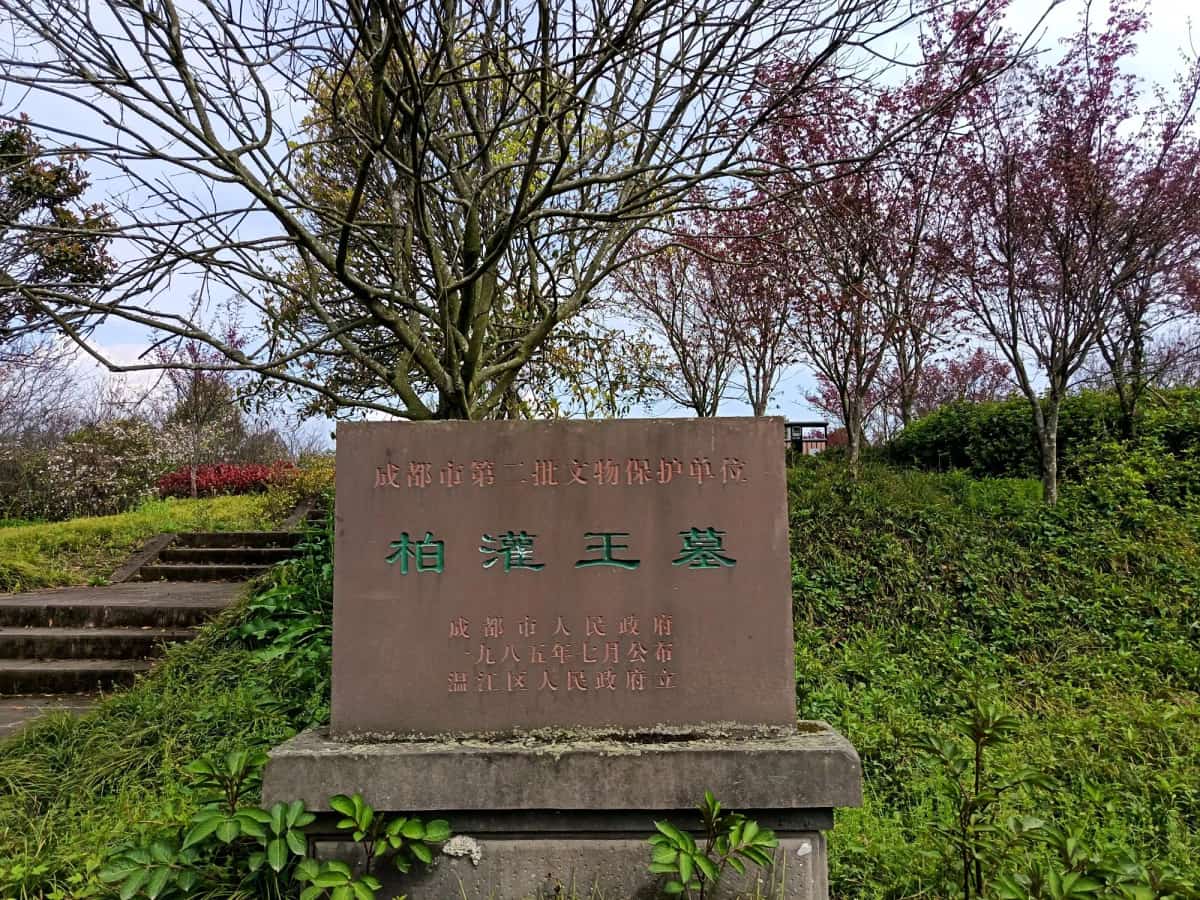 成都市第二批文物保护单位
柏灌王墓
成都市人民政府
一九八五年七月公布
温江区人民政府立